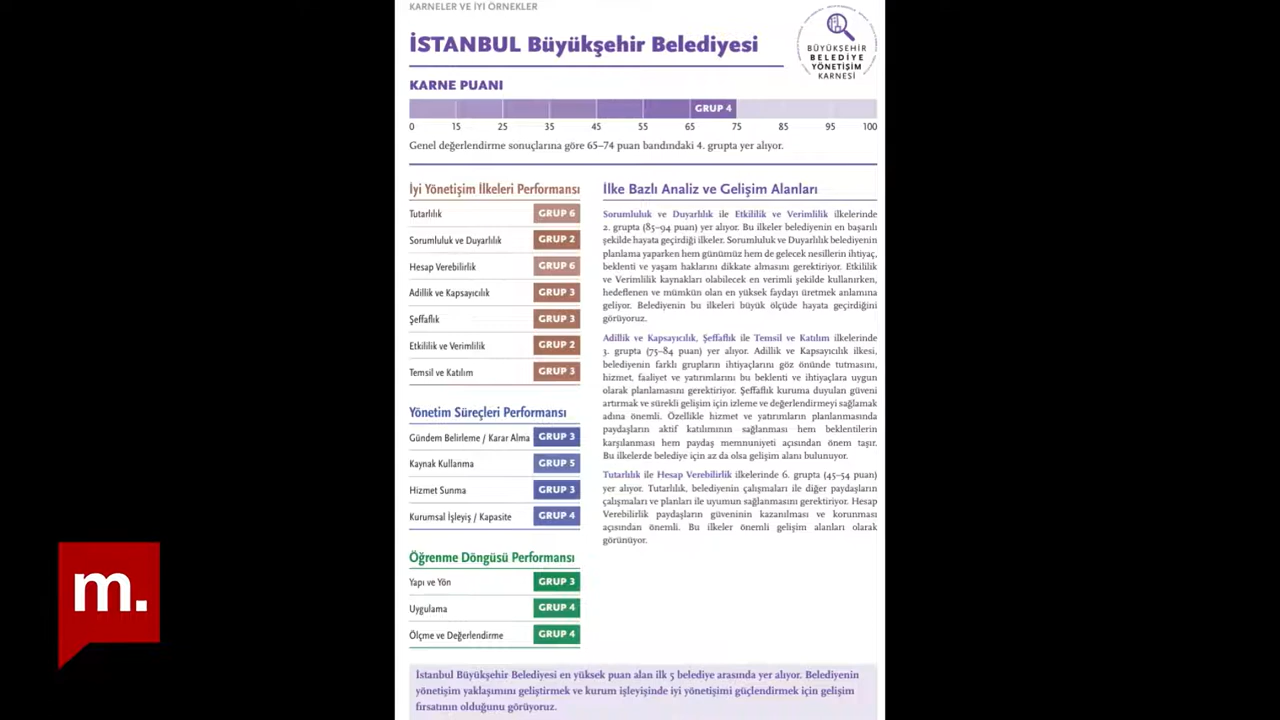 KARNELER VE İYİ ÖRNEKLER
İSTANBUL Büyükşehir Belediyesi
BÜYÜKŞEHİR
BELEDİYE
YÖNETİŞİM
KARNESİ
KARNE PUANI
GRUP 4
0 15 25 35 45 55 65 75 85 95 100
Genel değerlendirme sonuçlarına göre 65–74 puan bandındaki 4. grupta yer alıyor.
İyi Yönetişim İlkeleri Performansı
Tutarlılık GRUP 6
Sorumluluk ve Duyarlılık GRUP 2
Hesap Verebilirlik GRUP 6
Adillik ve Kapsayıcılık GRUP 3
Şeffaflık GRUP 3
Etkililik ve Verimlilik GRUP 2
Temsil ve Katılım GRUP 3
Yönetim Süreçleri Performansı
Gündem Belirleme / Karar Alma GRUP 3
Kaynak Kullanma GRUP 5
Hizmet Sunma GRUP 3
Kurumsal İşleyiş / Kapasite GRUP 4
Öğrenme Döngüsü Performansı
Yapı ve Yön GRUP 3
Uygulama GRUP 4
Ölçme ve Değerlendirme GRUP 4
İlke Bazlı Analiz ve Gelişim Alanları
Sorumluluk ve Duyarlılık ile Etkililik ve Verimlilik ilkelerinde
2. grupta (85–94 puan) yer alıyor. Bu ilkeler belediyenin en başarılı
şekilde hayata geçirdiği ilkeler. Sorumluluk ve Duyarlılık belediyenin
planlama yaparken hem günümüz hem de gelecek nesillerin ihtiyaç,
beklenti ve yaşam haklarını dikkate almasını gerektiriyor. Etkililik
ve Verimlilik kaynakları olabilecek en verimli şekilde kullanırken,
hedeflenen ve mümkün olan en yüksek faydayı üretmek anlamına
geliyor. Belediyenin bu ilkeleri büyük ölçüde hayata geçirdiğini
görüyoruz.
Adillik ve Kapsayıcılık, Şeffaflık ile Temsil ve Katılım ilkelerinde
3. grupta (75–84 puan) yer alıyor. Adillik ve Kapsayıcılık ilkesi,
belediyenin farklı grupların ihtiyaçlarını göz önünde tutmasını,
hizmet, faaliyet ve yatırımlarını bu beklenti ve ihtiyaçlara uygun
olarak planlamasını gerektiriyor. Şeffaflık kuruma duyulan güveni
artırmak ve sürekli gelişim için izleme ve değerlendirmeyi sağlamak
adına önemli. Özellikle hizmet ve yatırımların planlanmasında
paydaşların aktif katılımının sağlanması hem beklentilerin
karşılanması hem paydaş memnuniyeti açısından önem taşır.
Bu ilkelerde belediye için az da olsa gelişim alanı bulunuyor.
Tutarlılık ile Hesap Verebilirlik ilkelerinde 6. grupta (45–54 puan)
yer alıyor. Tutarlılık, belediyenin çalışmaları ile diğer paydaşların
çalışmaları ve planları ile uyumun sağlanmasını gerektiriyor. Hesap
Verebilirlik paydaşların güveninin kazanılması ve korunması
açısından önemli. Bu ilkeler önemli gelişim alanları olarak
görünüyor.
İstanbul Büyükşehir Belediyesi en yüksek puan alan ilk 5 belediye arasında yer alıyor. Belediyenin
yönetişim yaklaşımını geliştirmek ve kurum işleyişinde iyi yönetişimi güçlendirmek için gelişim
fırsatının olduğunu görüyoruz.
m.